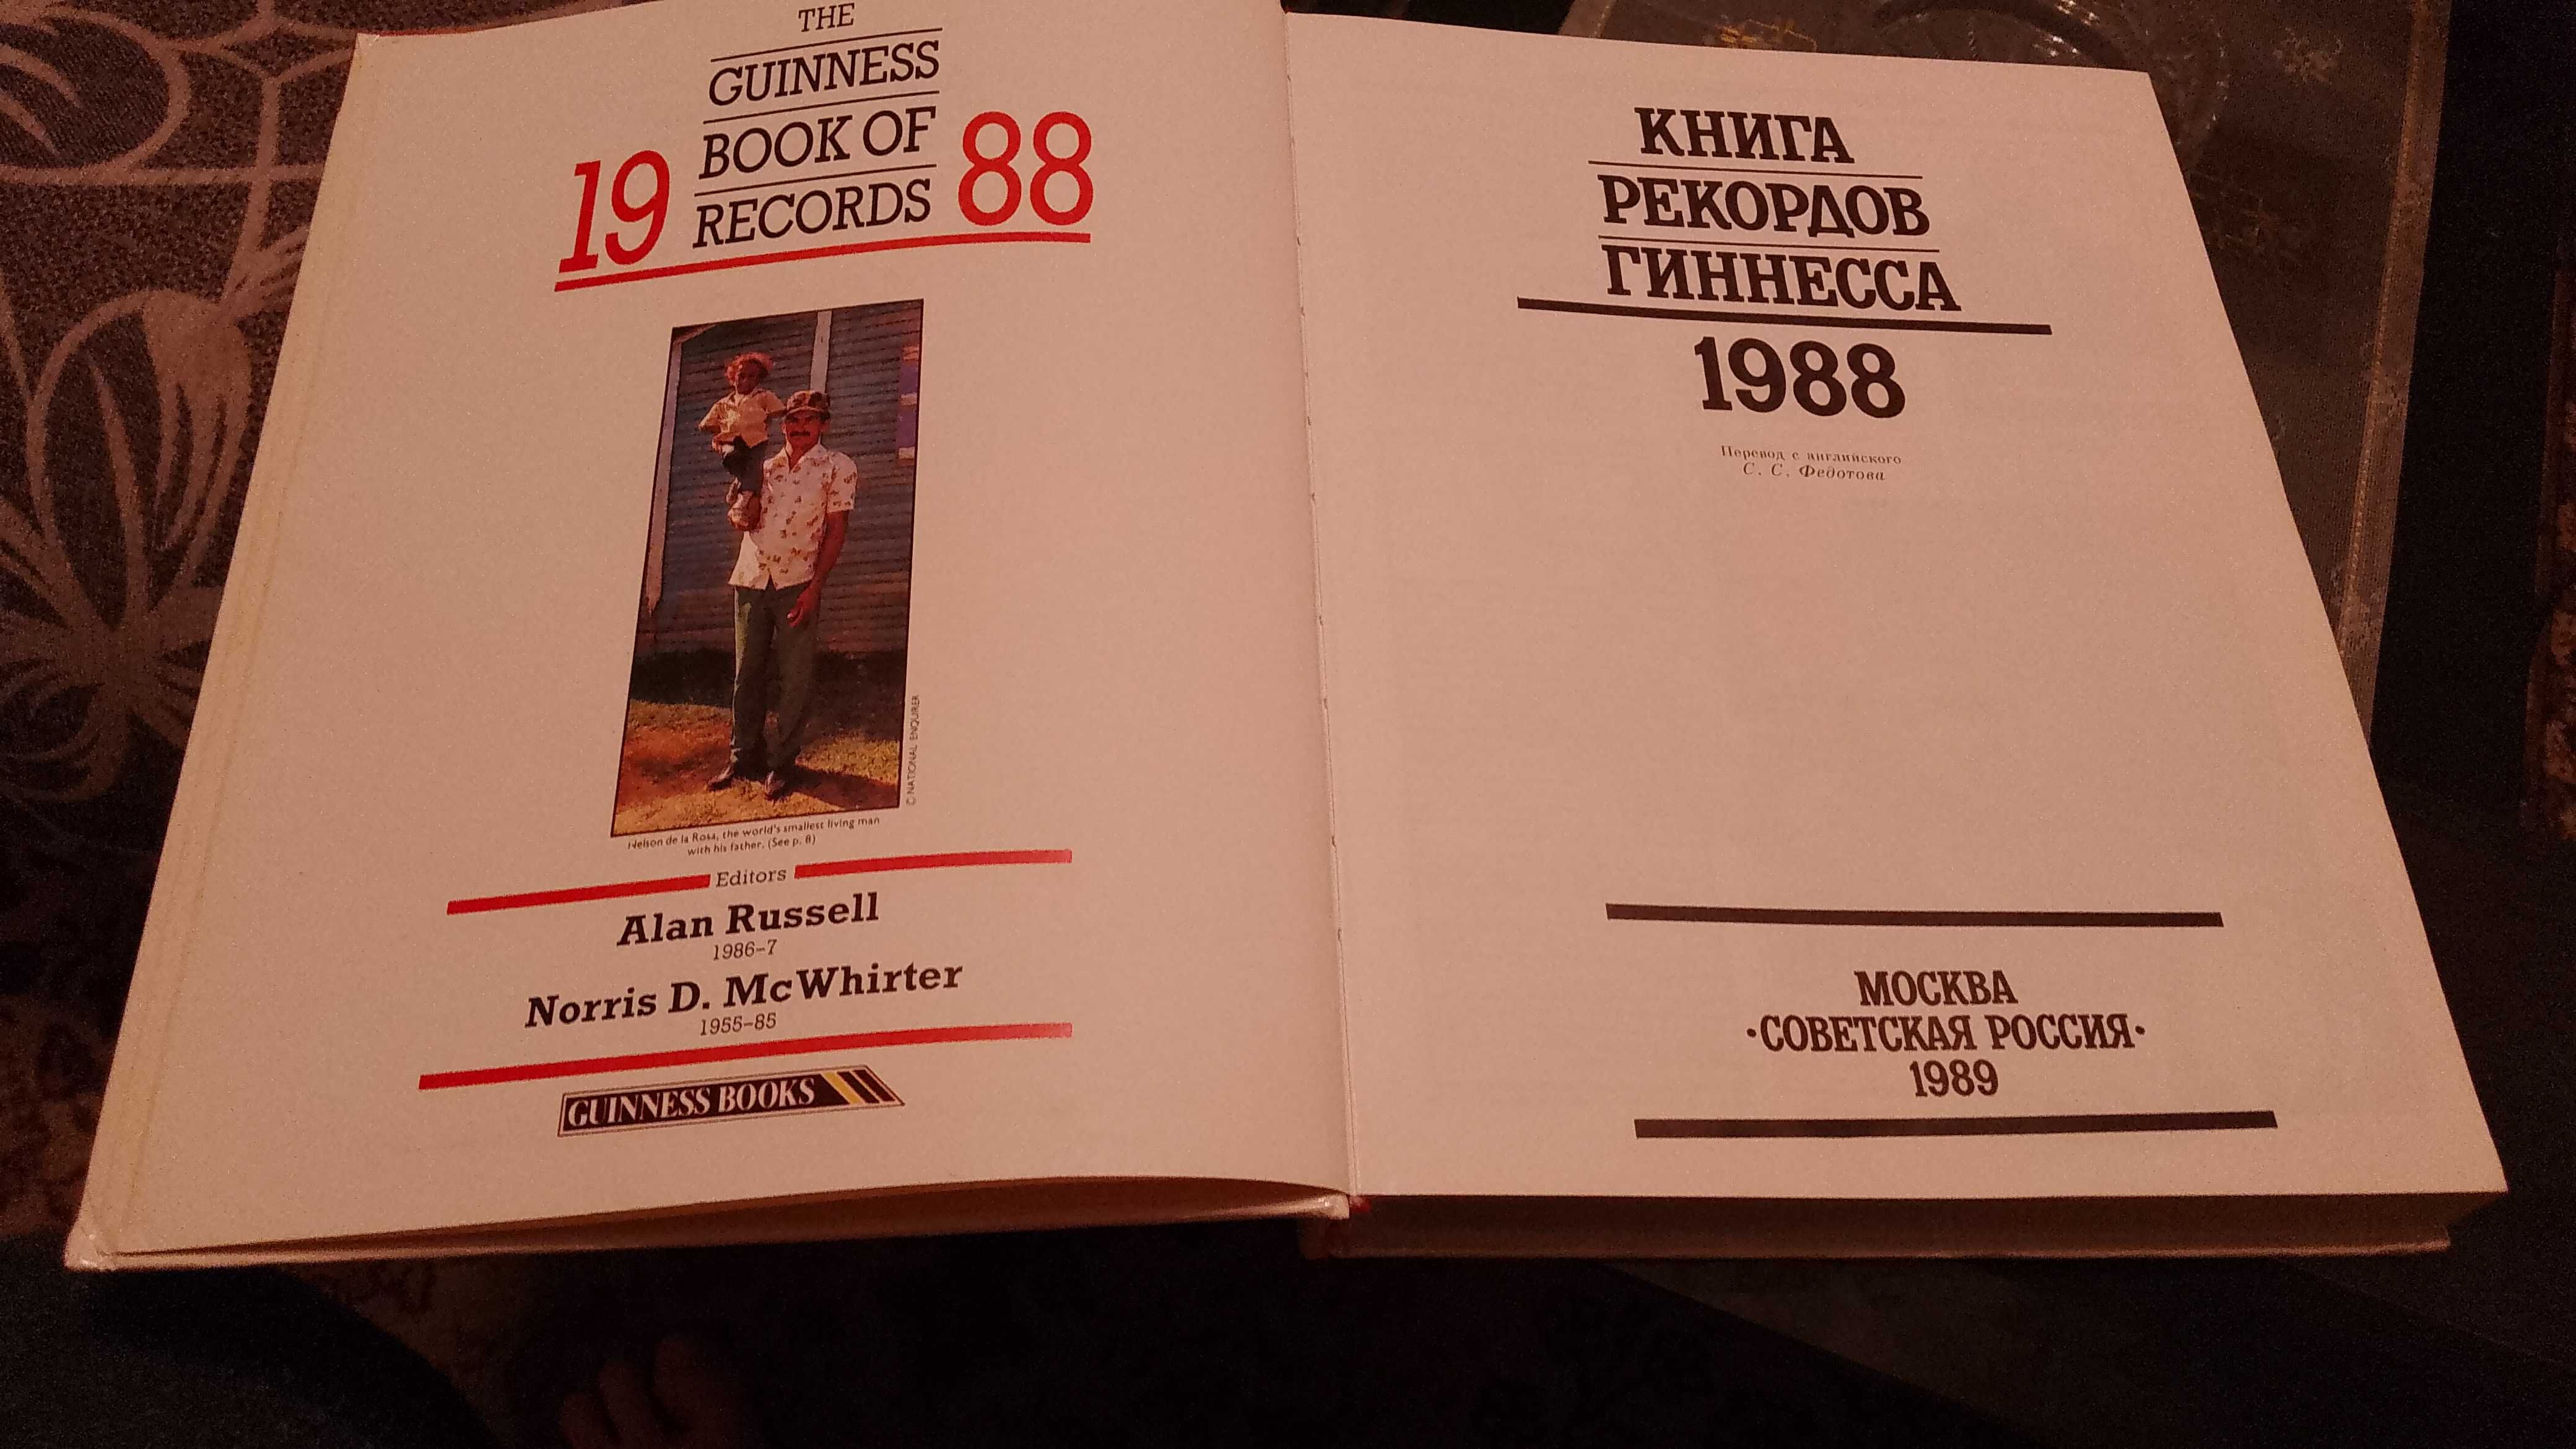 THE
GUINNESS
BOOK OF
RECORDS
19 88
© NATIONAL ENQUIRER
Nelson de la Rosa, the world's smallest living man
with his father. (See p. 8)
Editors
Alan Russell
1986–7
Norris D. McWhirter
1955–85
GUINNESS BOOKS
КНИГА
РЕКОРДОВ
ГИННЕССА
1988
Перевод с английского
С. С. Федотова
МОСКВА
·СОВЕТСКАЯ РОССИЯ·
1989